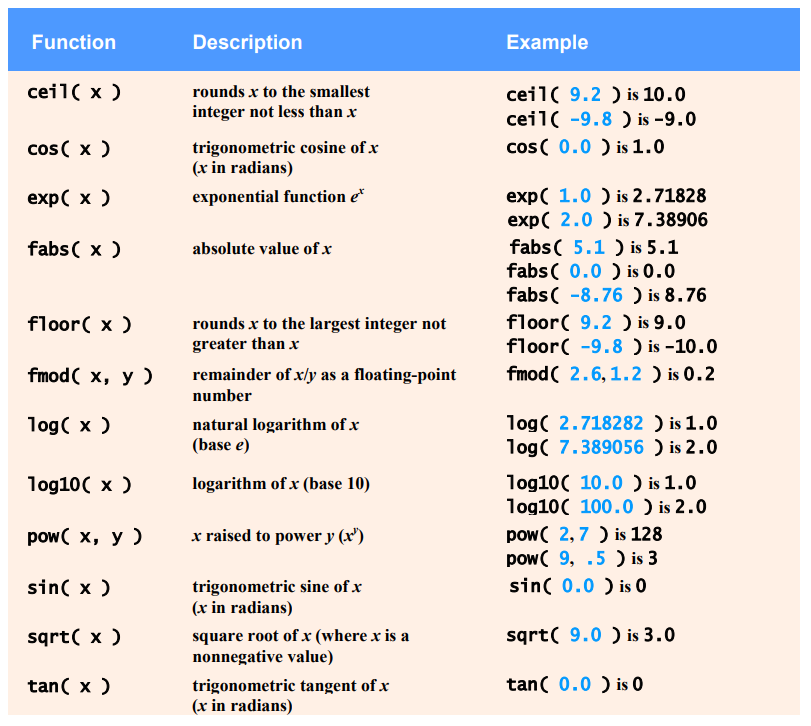 Function Description Example
ceil( x ) rounds x to the smallest ceil( 9.2 ) is 10.0
integer not less than x ceil( -9.8 ) is -9.0
cos( x ) trigonometric cosine of x cos( 0.0 ) is 1.0
(x in radians)
exp( x ) exponential function eˣ exp( 1.0 ) is 2.71828
exp( 2.0 ) is 7.38906
fabs( x ) absolute value of x fabs( 5.1 ) is 5.1
fabs( 0.0 ) is 0.0
fabs( -8.76 ) is 8.76
floor( x ) rounds x to the largest integer not floor( 9.2 ) is 9.0
greater than x floor( -9.8 ) is -10.0
fmod( x, y ) remainder of x/y as a floating-point fmod( 2.6, 1.2 ) is 0.2
number
log( x ) natural logarithm of x log( 2.718282 ) is 1.0
(base e) log( 7.389056 ) is 2.0
log10( x ) logarithm of x (base 10) log10( 10.0 ) is 1.0
log10( 100.0 ) is 2.0
pow( x, y ) x raised to power y (xʸ) pow( 2, 7 ) is 128
pow( 9, .5 ) is 3
sin( x ) trigonometric sine of x sin( 0.0 ) is 0
(x in radians)
sqrt( x ) square root of x (where x is a sqrt( 9.0 ) is 3.0
nonnegative value)
tan( x ) trigonometric tangent of x tan( 0.0 ) is 0
(x in radians)